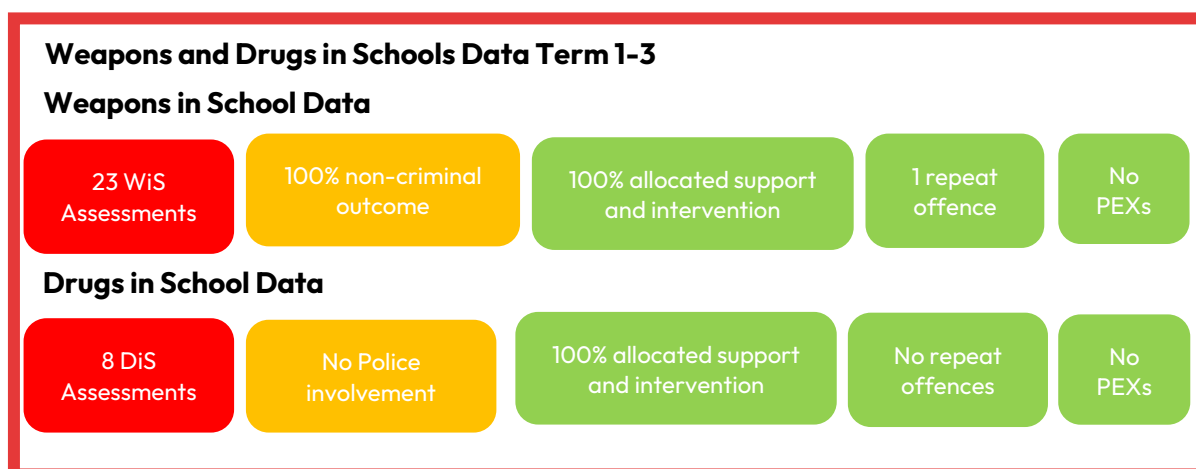 Weapons and Drugs in Schools Data Term 1-3
Weapons in School Data
23 WiS
Assessments
100% non-criminal
outcome
100% allocated support
and intervention
1 repeat
offence
No
PEXs
Drugs in School Data
8 DiS
Assessments
No Police
involvement
100% allocated support
and intervention
No repeat
offences
No
PEXs